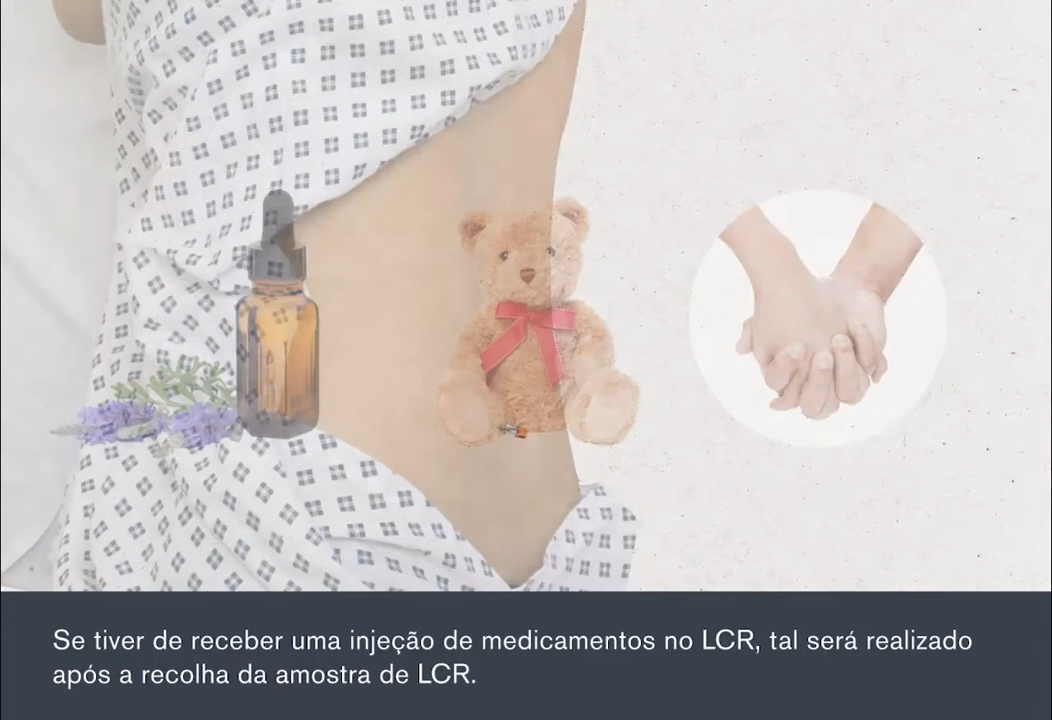 Se tiver de receber uma injeção de medicamentos no LCR, tal será realizado
após a recolha da amostra de LCR.